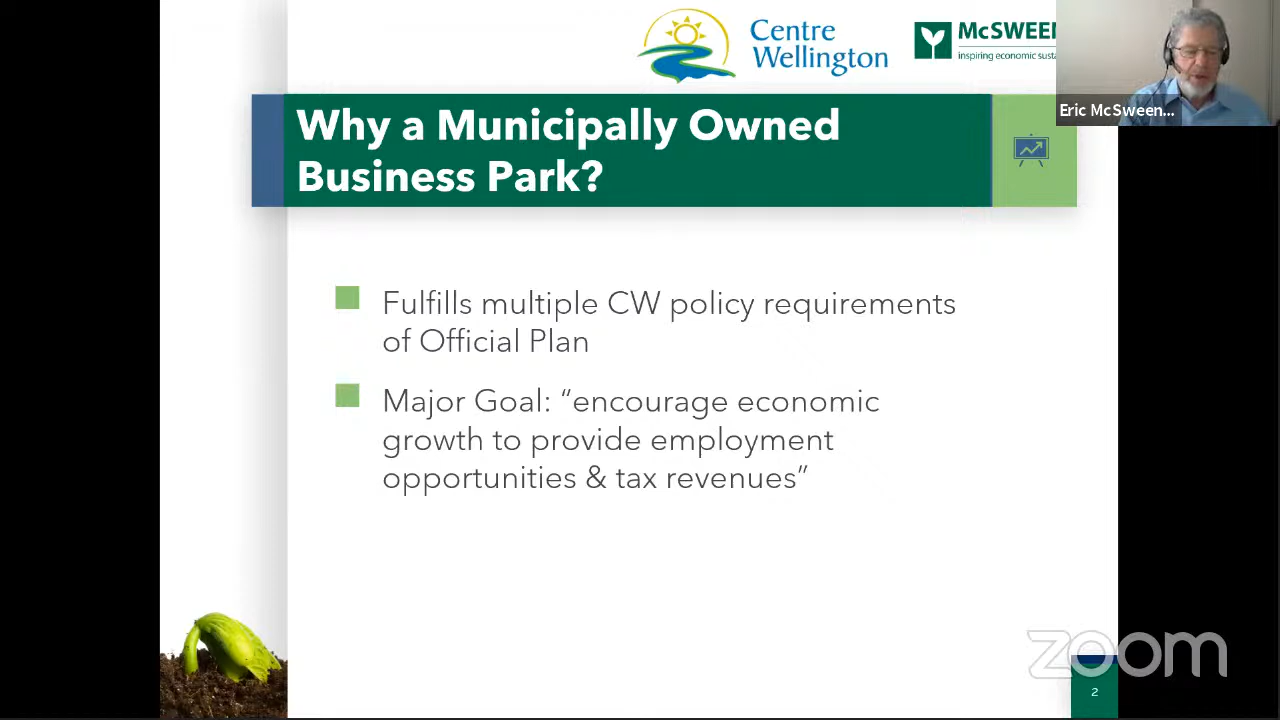 Centre
Wellington
McSWEEN
inspiring economic susta
Eric McSween...
Why a Municipally Owned
Business Park?
Fulfills multiple CW policy requirements
of Official Plan
Major Goal: “encourage economic
growth to provide employment
opportunities & tax revenues”
zoom
2